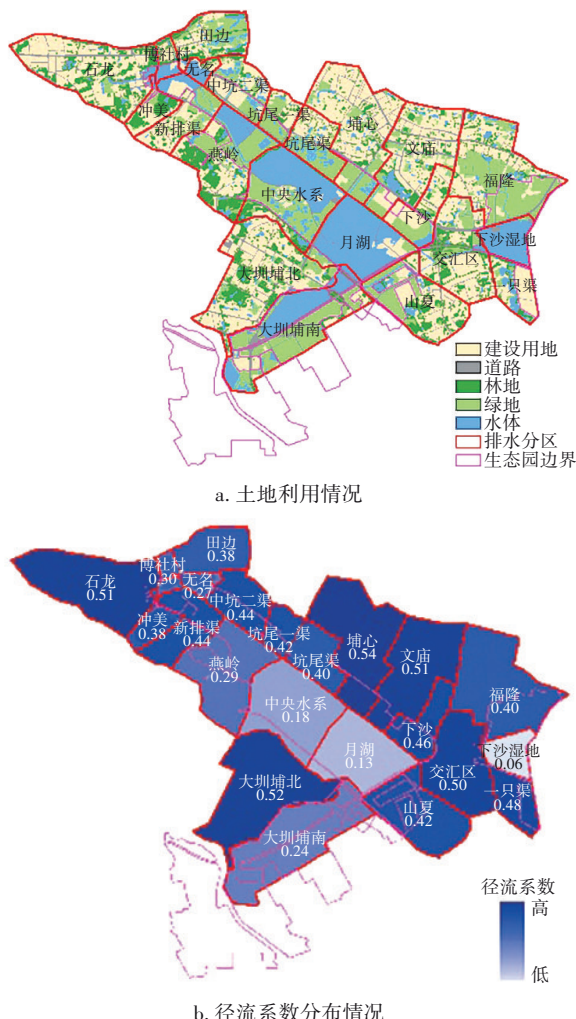 田边
博社村
石龙
无名
中坑二渠
冲美
新排渠
坑尾一渠
埔心
坑尾渠
文庙
燕岭
福隆
中央水系
下沙
月湖
下沙湿地
交汇区
大圳埔北
一只渠
山夏
大圳埔南
建设用地
道路
林地
绿地
水体
排水分区
生态园边界
a. 土地利用情况
田边
0.38
博社村
0.30
石龙
0.51
无名
0.27
中坑二渠
0.44
冲美
0.38
新排渠
0.44
坑尾一渠
0.42
埔心
0.54
坑尾渠
0.40
文庙
0.51
燕岭
0.29
福隆
0.40
中央水系
0.18
下沙
0.46
月湖
0.13
下沙湿地
0.06
交汇区
0.50
大圳埔北
0.52
一只渠
0.48
山夏
0.42
大圳埔南
0.24
径流系数
高
低
b. 径流系数分布情况